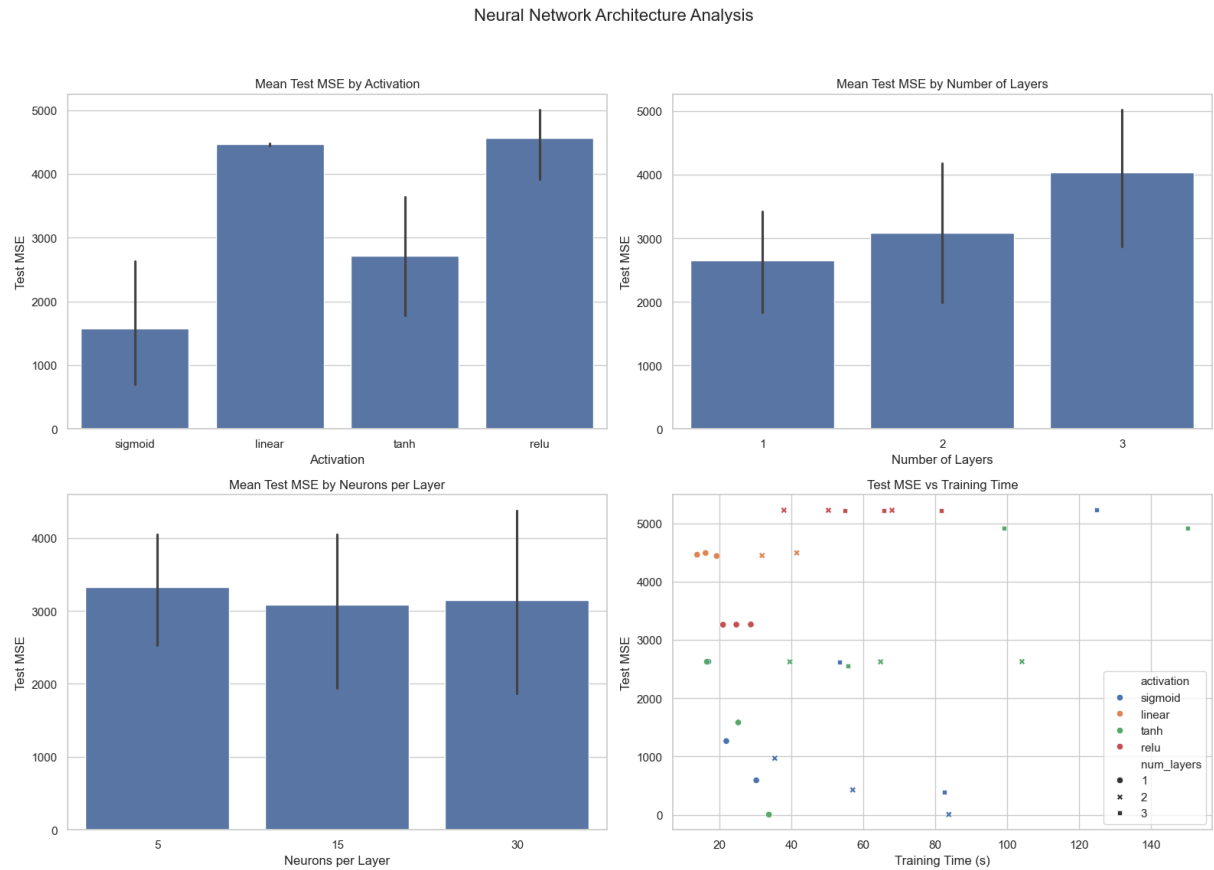 Neural Network Architecture Analysis
Mean Test MSE by Activation
Test MSE
5000
4000
3000
2000
1000
0
sigmoid linear tanh relu
Activation
Mean Test MSE by Number of Layers
Test MSE
5000
4000
3000
2000
1000
0
1 2 3
Number of Layers
Mean Test MSE by Neurons per Layer
Test MSE
4000
3000
2000
1000
0
5 15 30
Neurons per Layer
Test MSE vs Training Time
Test MSE
5000
4000
3000
2000
1000
0
activation
sigmoid
linear
tanh
relu
num_layers
1
2
3
20 40 60 80 100 120 140
Training Time (s)